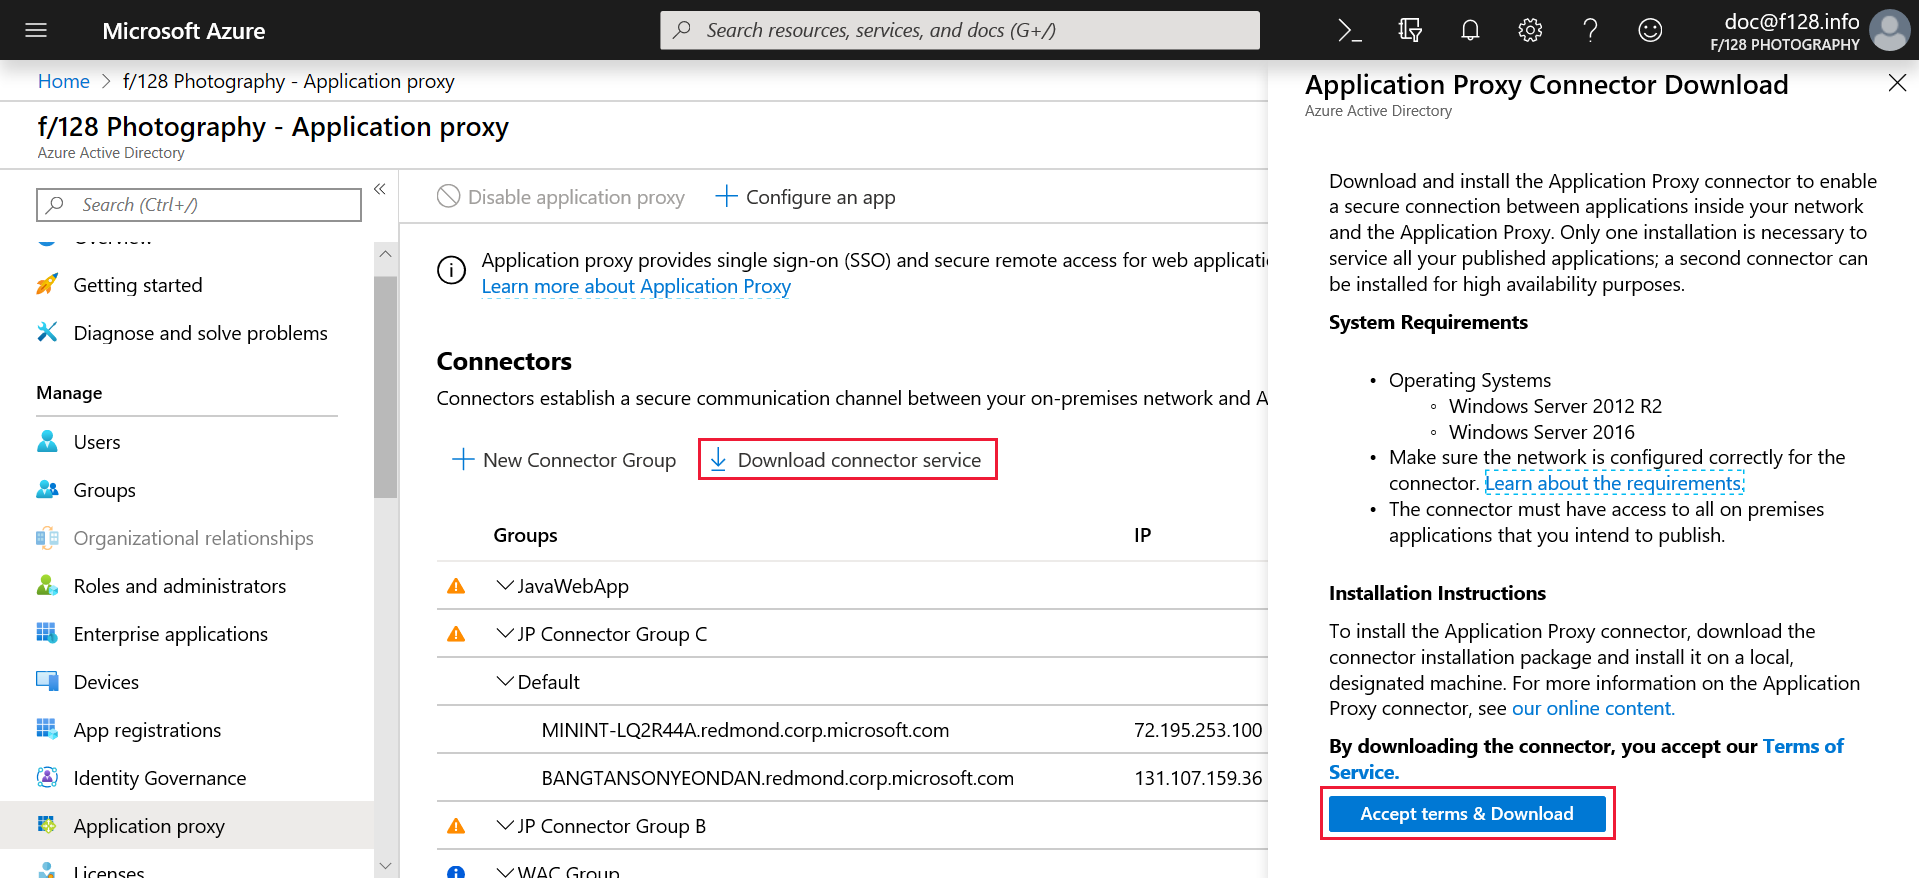 Microsoft Azure
Search resources, services, and docs (G+/)
doc@f128.info
F/128 PHOTOGRAPHY
Home > f/128 Photography - Application proxy
f/128 Photography - Application proxy
Azure Active Directory
Search (Ctrl+/)
Overview
Getting started
Diagnose and solve problems
Manage
Users
Groups
Organizational relationships
Roles and administrators
Enterprise applications
Devices
App registrations
Identity Governance
Application proxy
Licenses
Disable application proxy
Configure an app
Application proxy provides single sign-on (SSO) and secure remote access for web applicati
Learn more about Application Proxy
Connectors
Connectors establish a secure communication channel between your on-premises network and A
New Connector Group
Download connector service
Groups IP
JavaWebApp
JP Connector Group C
Default
MININT-LQ2R44A.redmond.corp.microsoft.com 72.195.253.100
BANGTANSONYEONDAN.redmond.corp.microsoft.com 131.107.159.36
JP Connector Group B
WAC Group
Application Proxy Connector Download
Azure Active Directory
Download and install the Application Proxy connector to enable
a secure connection between applications inside your network
and the Application Proxy. Only one installation is necessary to
service all your published applications; a second connector can
be installed for high availability purposes.
System Requirements
• Operating Systems
◦ Windows Server 2012 R2
◦ Windows Server 2016
• Make sure the network is configured correctly for the
connector. Learn about the requirements.
• The connector must have access to all on premises
applications that you intend to publish.
Installation Instructions
To install the Application Proxy connector, download the
connector installation package and install it on a local,
designated machine. For more information on the Application
Proxy connector, see our online content.
By downloading the connector, you accept our Terms of
Service.
Accept terms & Download